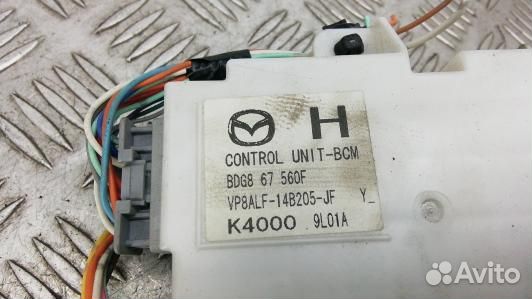 H
CONTROL UNIT-BCM
BDG8 67 560F
VP8ALF-14B205-JF Y_
K4000 9L01A
Avito